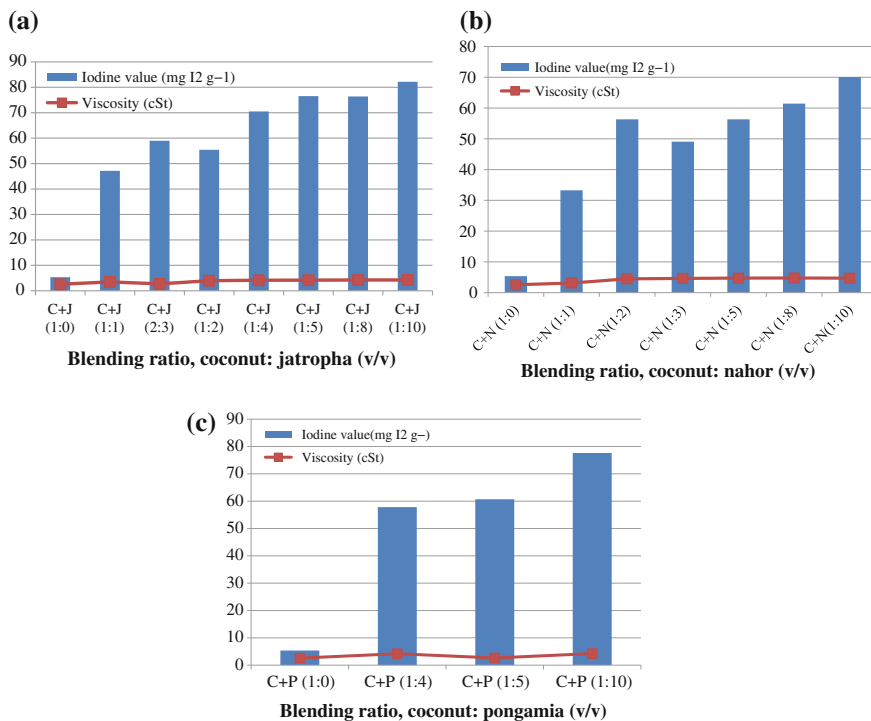 (a)
90
80
70
60
50
40
30
20
10
0
Iodine value (mg I2 g−1)
Viscosity (cSt)
C+J (1:0)
C+J (1:1)
C+J (2:3)
C+J (1:2)
C+J (1:4)
C+J (1:5)
C+J (1:8)
C+J (1:10)
Blending ratio, coconut: jatropha (v/v)
(b)
80
70
60
50
40
30
20
10
0
Iodine value(mg I2 g−1)
Viscosity (cSt)
C+N (1:0)
C+N (1:1)
C+N(1:2)
C+N (1:3)
C+N (1:5)
C+N (1:8)
C+N(1:10)
Blending ratio, coconut: nahor (v/v)
(c)
90
80
70
60
50
40
30
20
10
0
Iodine value(mg I2 g−)
Viscosity (cSt)
C+P (1:0)
C+P (1:4)
C+P (1:5)
C+P (1:10)
Blending ratio, coconut: pongamia (v/v)